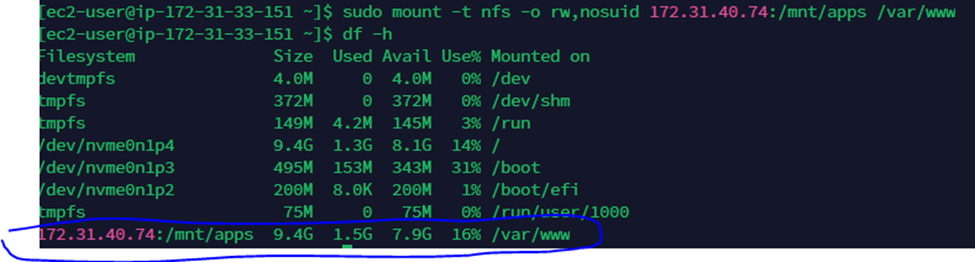 [ec2-user@ip-172-31-33-151 ~]$ sudo mount -t nfs -o rw,nosuid 172.31.40.74:/mnt/apps /var/www
[ec2-user@ip-172-31-33-151 ~]$ df -h
Filesystem Size Used Avail Use% Mounted on
devtmpfs 4.0M 0 4.0M 0% /dev
tmpfs 372M 0 372M 0% /dev/shm
tmpfs 149M 4.2M 145M 3% /run
/dev/nvme0n1p4 9.4G 1.3G 8.1G 14% /
/dev/nvme0n1p3 495M 153M 343M 31% /boot
/dev/nvme0n1p2 200M 8.0K 200M 1% /boot/efi
tmpfs 75M 0 75M 0% /run/user/1000
172.31.40.74:/mnt/apps 9.4G 1.5G 7.9G 16% /var/www